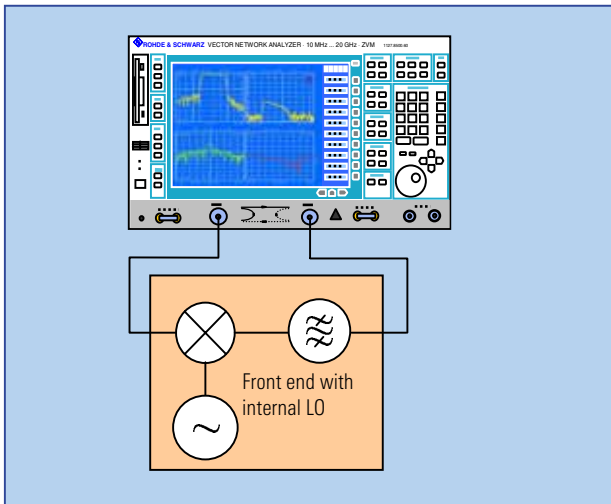 ROHDE & SCHWARZ VECTOR NETWORK ANALYZER · 10 MHz ... 20 GHz · ZVM
Front end with
internal LO